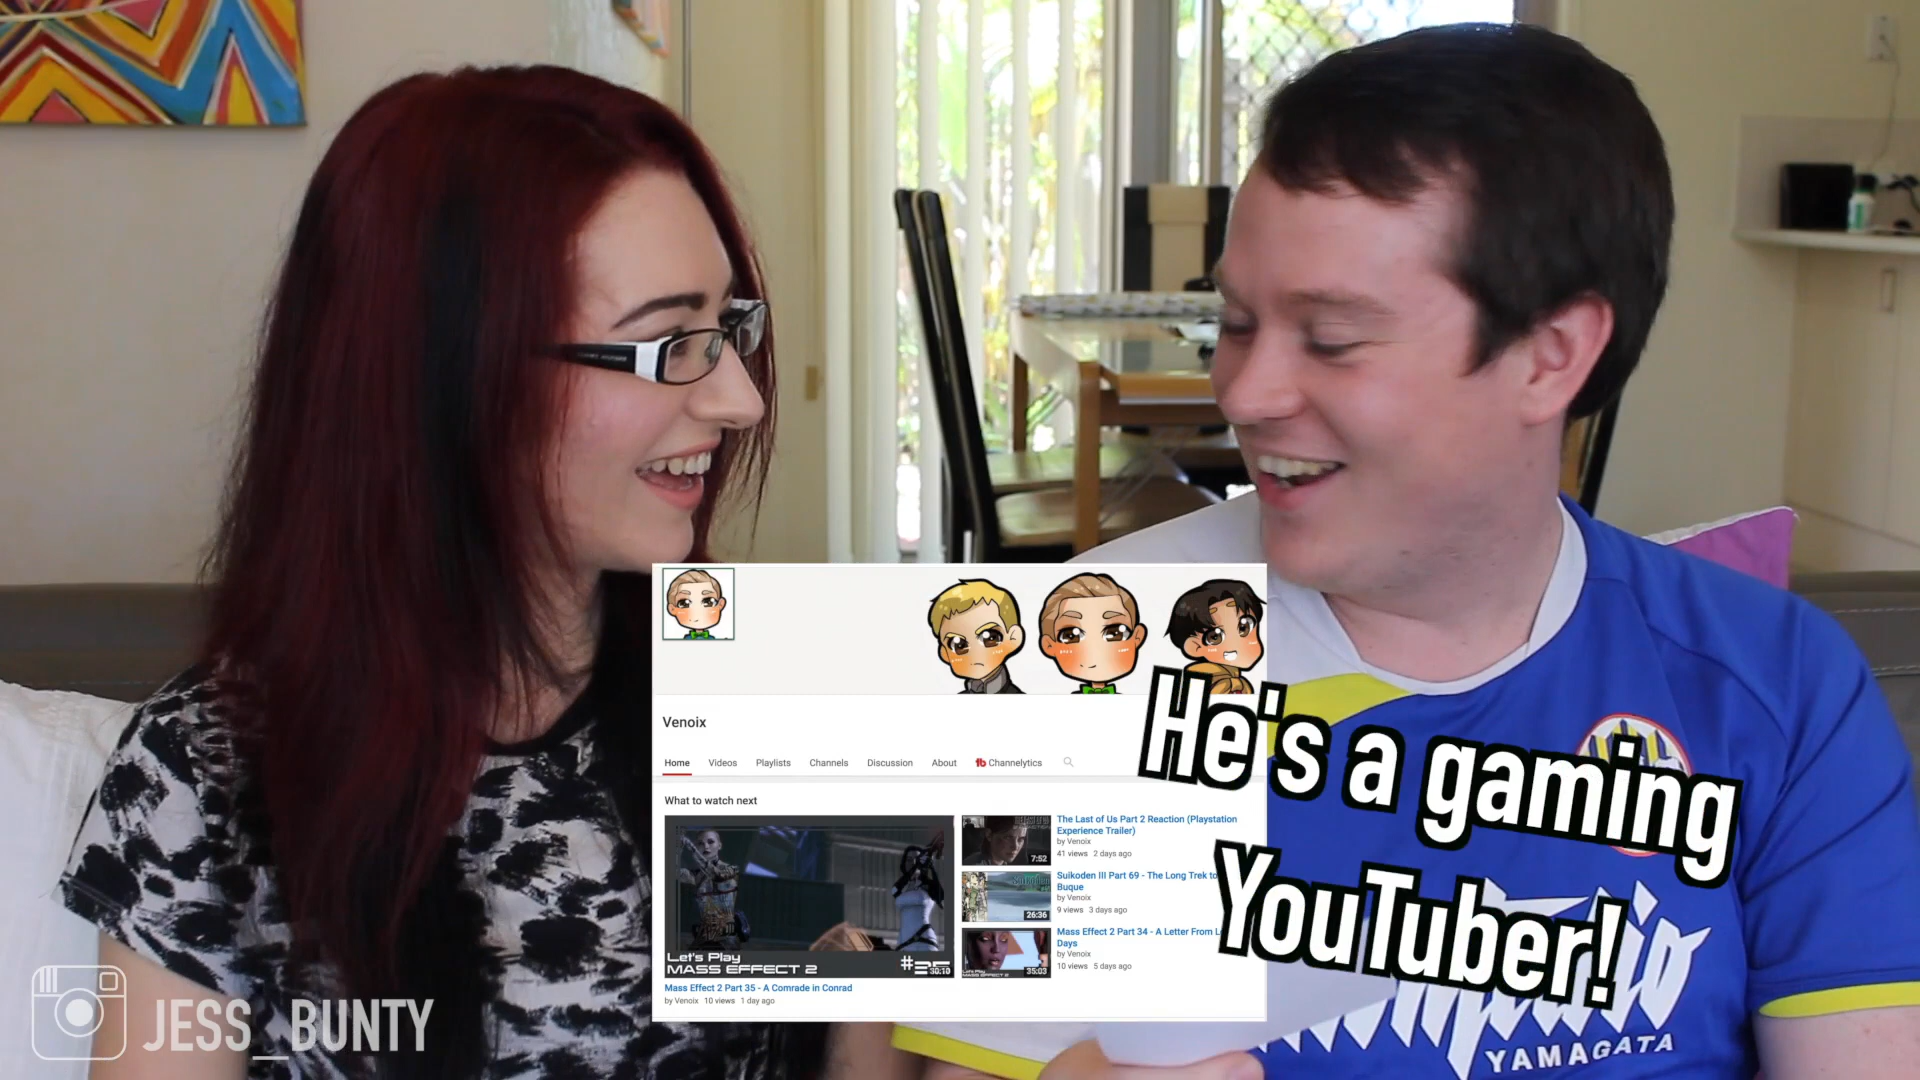 Venoix
Home Videos Playlists Channels Discussion About Channelytics
What to watch next
Let's Play
MASS EFFECT 2
#35
30:10
Mass Effect 2 Part 35 - A Comrade in Conrad
by Venoix 10 views 1 day ago
7:52
The Last of Us Part 2 Reaction (Playstation
Experience Trailer)
by Venoix
41 views 2 days ago
26:36
Suikoden III Part 69 - The Long Trek to
Buque
by Venoix
9 views 3 days ago
35:03
Mass Effect 2 Part 34 - A Letter From
Days
by Venoix
10 views 5 days ago
He's a gaming
YouTuber!
YAMAGATA
JESS_BUNTY